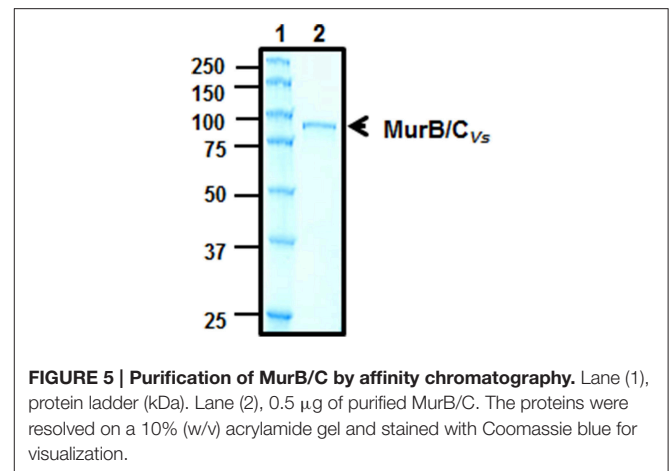 1 2
250
150
100
MurB/CVs
75
50
37
25
FIGURE 5 | Purification of MurB/C by affinity chromatography. Lane (1),
protein ladder (kDa). Lane (2), 0.5 μg of purified MurB/C. The proteins were
resolved on a 10% (w/v) acrylamide gel and stained with Coomassie blue for
visualization.